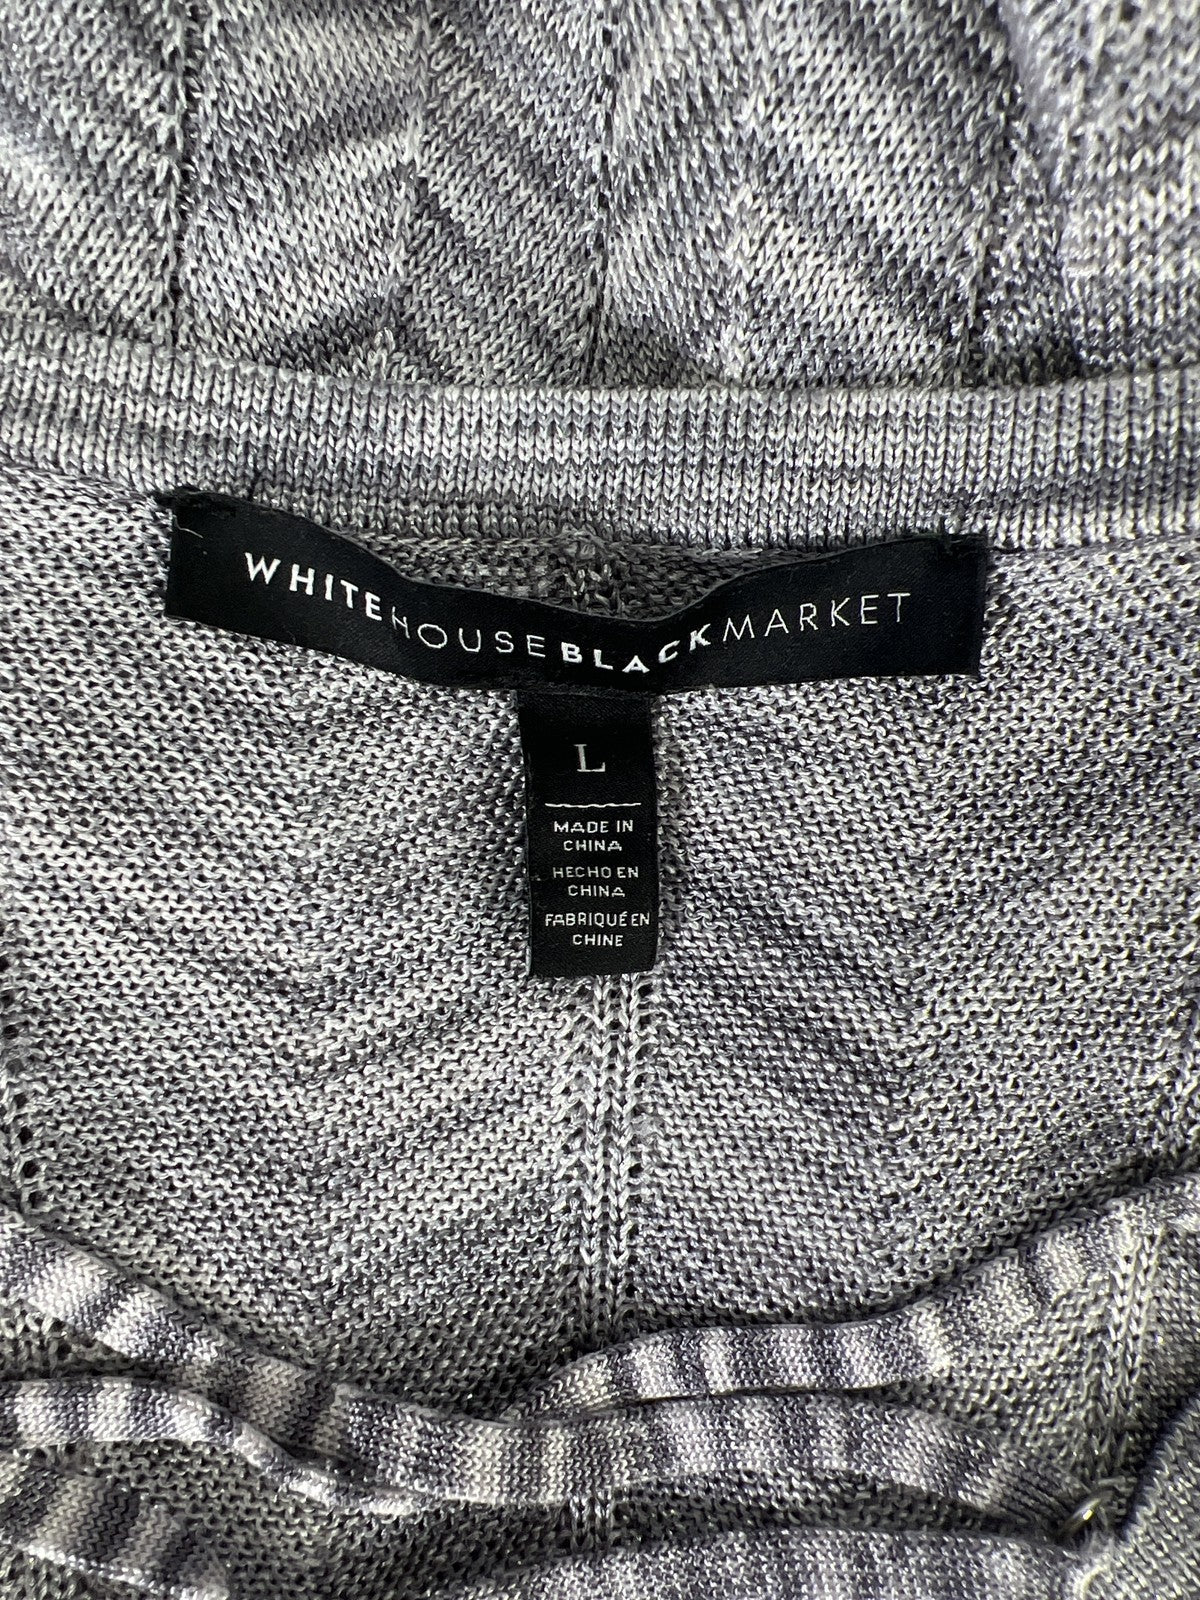 WHITEHOUSEBLACKMARKET
L
MADE IN
CHINA
HECHO EN
CHINA
FABRIQUÉ EN
CHINE